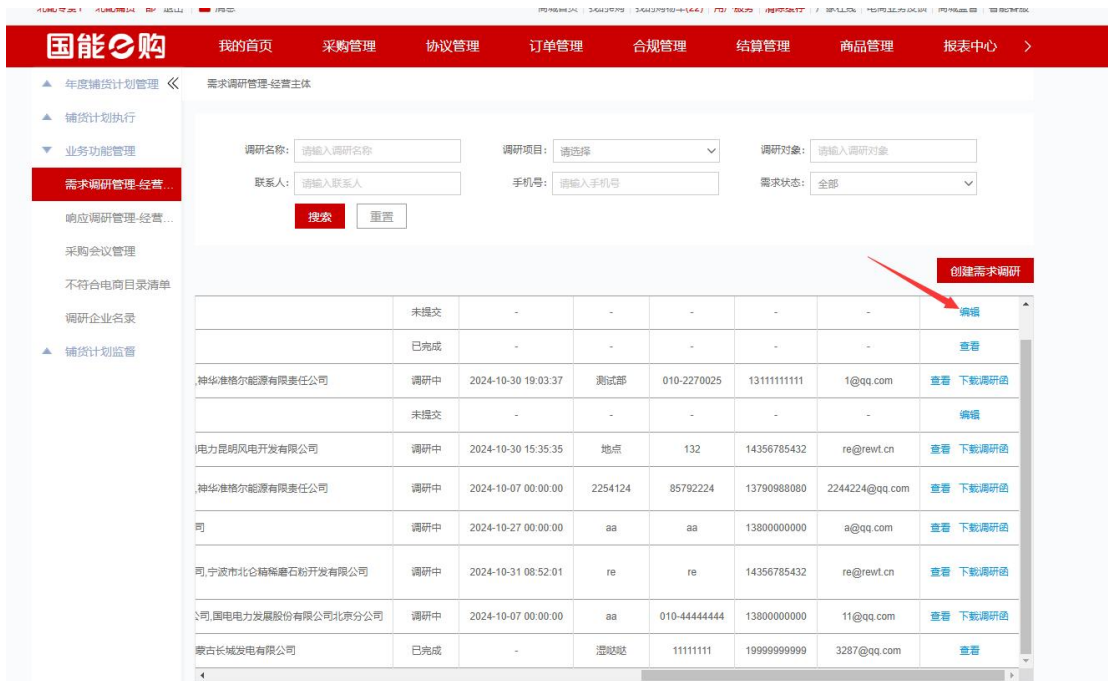 国能e购 我的首页 采购管理 协议管理 订单管理 合规管理 结算管理 商品管理 报表中心 >
年度铺货计划管理 需求调研管理-经营主体
铺货计划执行
业务功能管理 调研名称: 请输入调研名称 调研项目: 请选择 调研对象: 请输入调研对象
需求调研管理-经营... 联系人: 请输入联系人 手机号: 请输入手机号 需求状态: 全部
响应调研管理-经营... 搜索 重置
采购会议管理
不符合电商目录清单 创建需求调研
调研企业名录
铺货计划监督
未提交 - - - - - 编辑
已完成 - - - - - 查看
,神华准格尔能源有限责任公司 调研中 2024-10-30 19:03:37 测试部 010-2270025 13111111111 1@qq.com 查看 下载调研函
未提交 - - - - - 编辑
电力昆明风电开发有限公司 调研中 2024-10-30 15:35:35 地点 132 14356785432 re@rewt.cn 查看 下载调研函
,神华准格尔能源有限责任公司 调研中 2024-10-07 00:00:00 2254124 85792224 13790988080 2244224@qq.com 查看 下载调研函
司 调研中 2024-10-27 00:00:00 aa aa 13800000000 a@qq.com 查看 下载调研函
司,宁波市北仑精稀磨石粉开发有限公司 调研中 2024-10-31 08:52:01 re re 14356785432 re@rewt.cn 查看 下载调研函
公司,国电电力发展股份有限公司北京分公司 调研中 2024-10-07 00:00:00 aa 010-44444444 13800000000 11@qq.com 查看 下载调研函
蒙古长城发电有限公司 已完成 - 湿哒哒 11111111 19999999999 3287@qq.com 查看